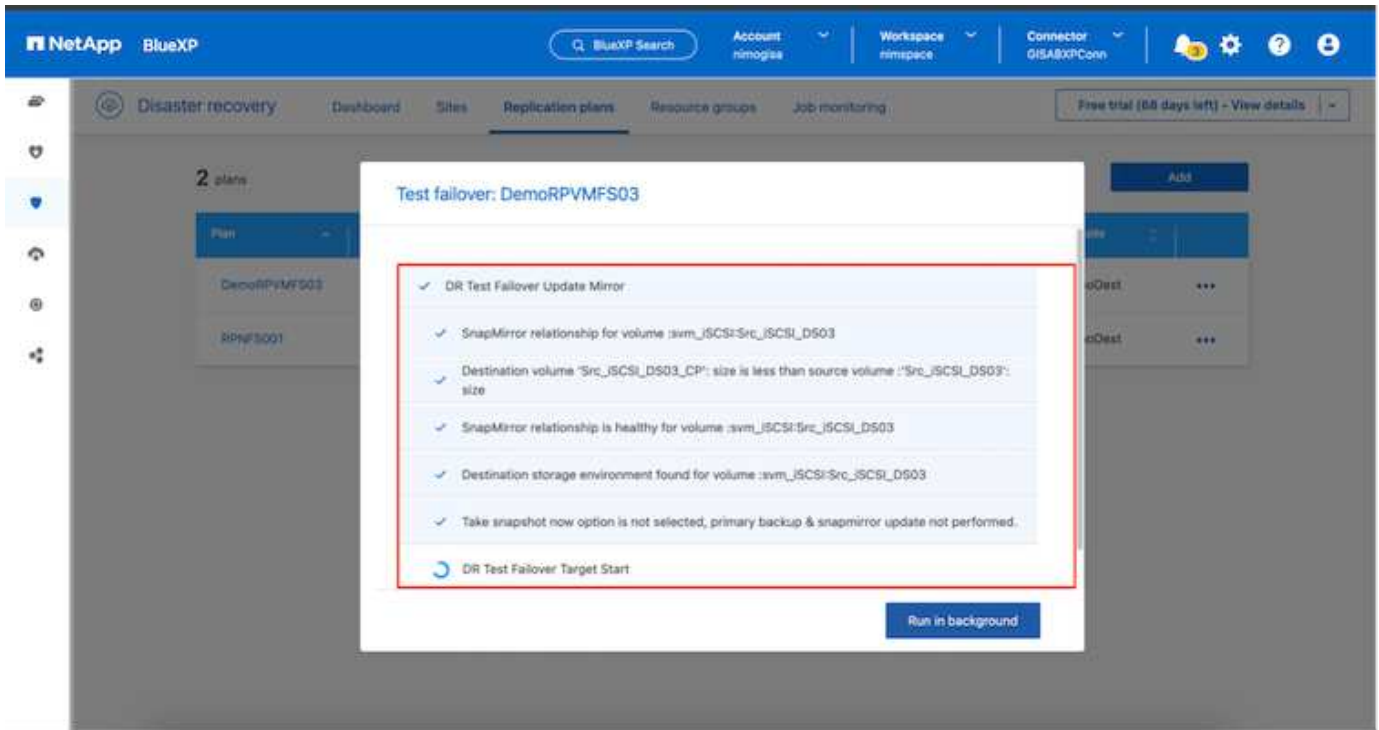 NetApp BlueXP
BlueXP Search
Account
nimogisa
Workspace
nimspace
Connector
GISABXPConn
3
Disaster recovery
Dashboard
Sites
Replication plans
Resource groups
Job monitoring
Free trial (68 days left) - View details
2 plans
Add
Test failover: DemoRPVMFS03
Plan
DemoRPVMFS03
oDest
RPNFS001
oDest
DR Test Failover Update Mirror
SnapMirror relationship for volume :svm_iSCSI:Src_iSCSI_DS03
Destination volume 'Src_iSCSI_DS03_CP': size is less than source volume :'Src_iSCSI_DS03':
size
SnapMirror relationship is healthy for volume :svm_iSCSI:Src_iSCSI_DS03
Destination storage environment found for volume :svm_iSCSI:Src_iSCSI_DS03
Take snapshot now option is not selected, primary backup & snapmirror update not performed.
DR Test Failover Target Start
Run in background